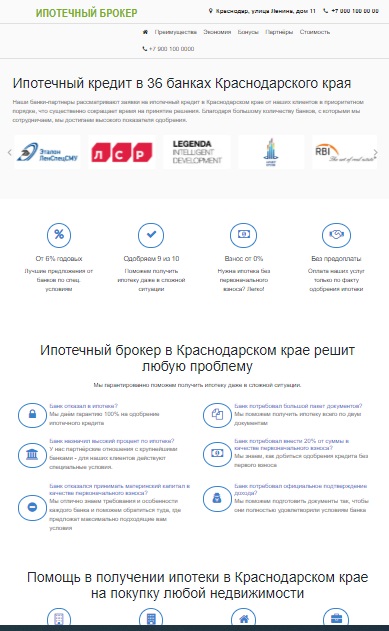 ИПОТЕЧНЫЙ БРОКЕР
Краснодар, улица Ленина, дом 11 +7 000 100 00 00
Преимущества Экономия Бонусы Партнёры Стоимость
+7 900 100 0000
Ипотечный кредит в 36 банках Краснодарского края
Наши банки-партнеры рассматривают заявки на ипотечный кредит в Краснодарском крае от наших клиентов в приоритетном
порядке, что существенно сокращает время на принятие решения. Благодаря большому количеству банков, с которыми мы
сотрудничаем, мы достигаем высокого показателя одобрения.
Эталон
ЛенСпецСМУ
ЛСР
LEGENDA
INTELLIGENT
DEVELOPMENT
RBI
The art of real estate
От 6% годовых
Одобряем 9 из 10
Взнос от 0%
Без предоплаты
Лучшие предложения от
банков по спец.
условиям
Поможем получить
ипотеку даже в сложной
ситуации
Нужна ипотека без
первоначального
взноса? Легко!
Оплата наших услуг
только по факту
одобрения ипотеки
Ипотечный брокер в Краснодарском крае решит
любую проблему
Мы гарантированно поможем получить ипотеку даже в сложной ситуации.
Банк отказал в ипотеке?
Мы даём гарантию 100% на одобрение
ипотечного кредита
Банк потребовал большой пакет документов?
Мы поможем получить ипотеку всего по двум
документам
Банк назначил высокий процент по ипотеке?
У нас партнёрские отношения с крупнейшими
банками - для наших клиентов действуют
специальные условия.
Банк потребовал внести 20% от суммы в
качестве первоначального взноса?
Мы знаем, как добиться одобрения кредита без
первого взноса
Банк отказался принимать материнский капитал в
качестве первоначального взноса?
Мы отлично знаем требования и особенности
каждого банка и поможем обратиться туда, где
предложат максимально подходящие вам
условия
Банк потребовал официальное подтверждение
дохода?
Мы поможем подготовить документы так, чтобы
они полностью удовлетворили условиям банка
Помощь в получении ипотеки в Краснодарском крае
на покупку любой недвижимости